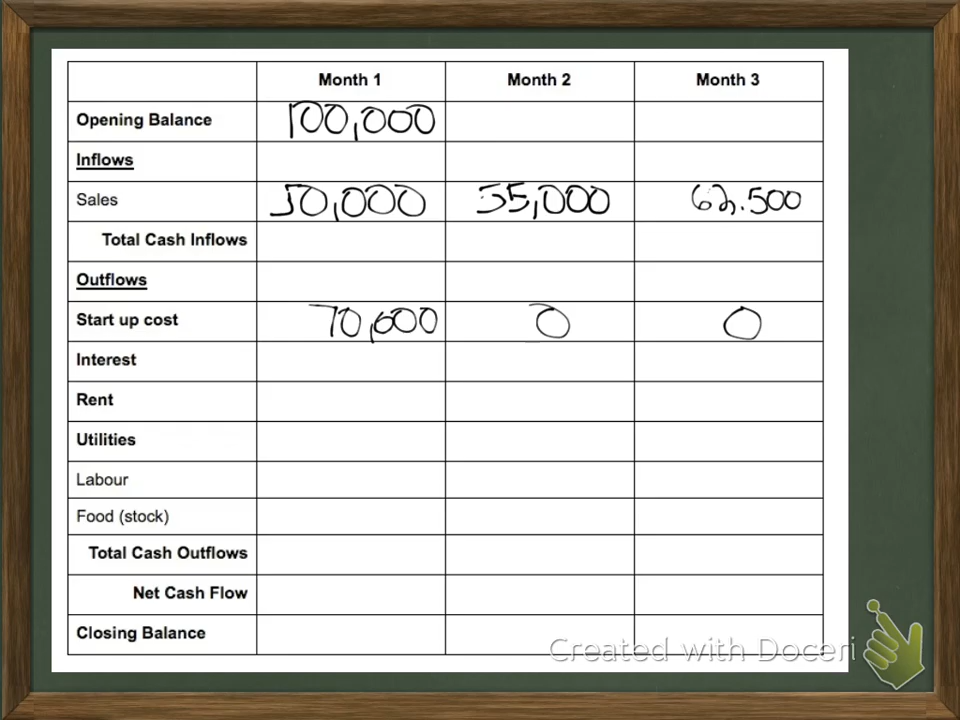 Month 1 Month 2 Month 3
Opening Balance 100,000
Inflows
Sales 50,000 55,000 62.500
Total Cash Inflows
Outflows
Start up cost 70,000 0 0
Interest
Rent
Utilities
Labour
Food (stock)
Total Cash Outflows
Net Cash Flow
Closing Balance
Created with Doceri